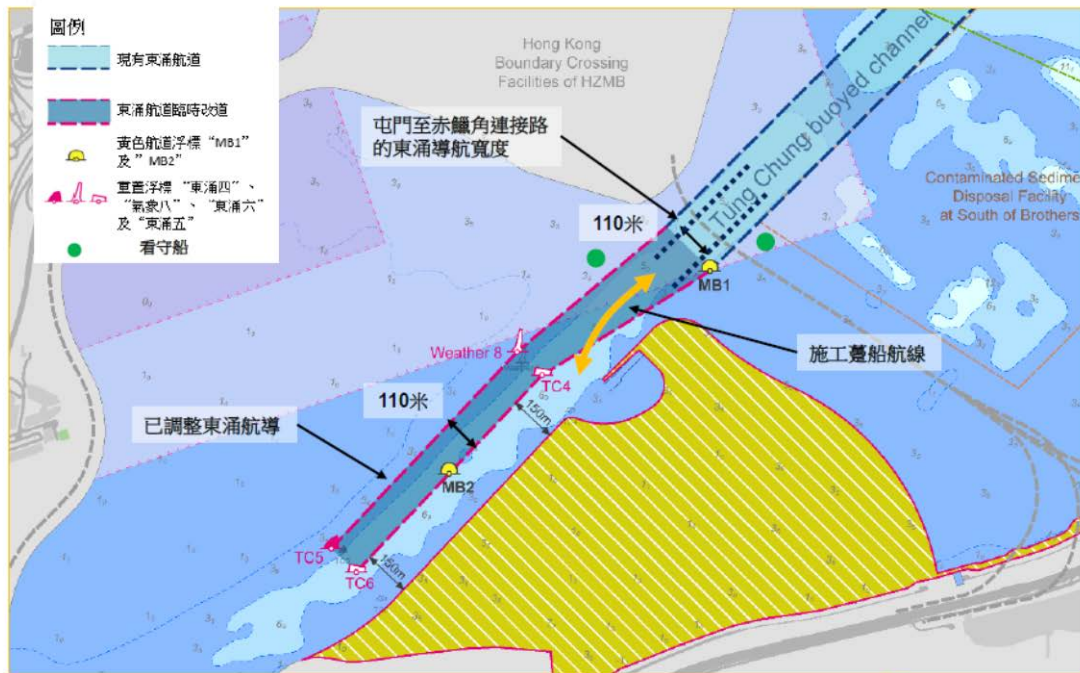 圖例
現有東涌航道
東涌航道臨時改道
黃色航道浮標 “MB1”
及” MB2”
重置浮標 “東涌四”、
“氣象八”、 “東涌六”
及“東涌五”
看守船
Hong Kong
Boundary Crossing
Facilities of HZMB
屯門至赤鱲角連接路
的東涌導航寬度
Tung Chung buoyed channel
Contaminated Sedime
Disposal Facility
at South of Brothers
110米
MB1
Weather 8
施工躉船航線
TC4
110米
150m
已調整東涌航導
MB2
TC5
TC6
150m